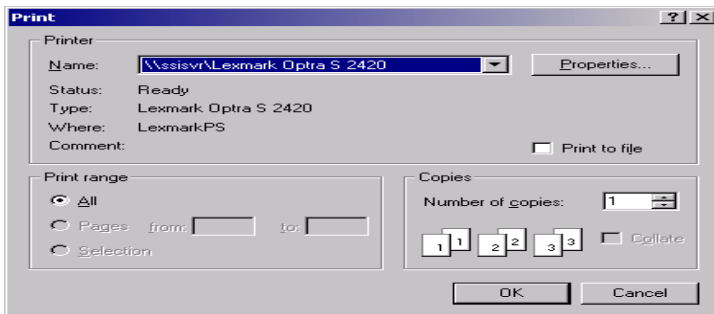 Print
Printer
Name: \\ssisvr\Lexmark Optra S 2420 Properties...
Status: Ready
Type: Lexmark Optra S 2420
Where: LexmarkPS
Comment: Print to file
Print range
All
Pages from: to:
Selection
Copies
Number of copies: 1
1 1 2 2 3 3 Collate
OK Cancel